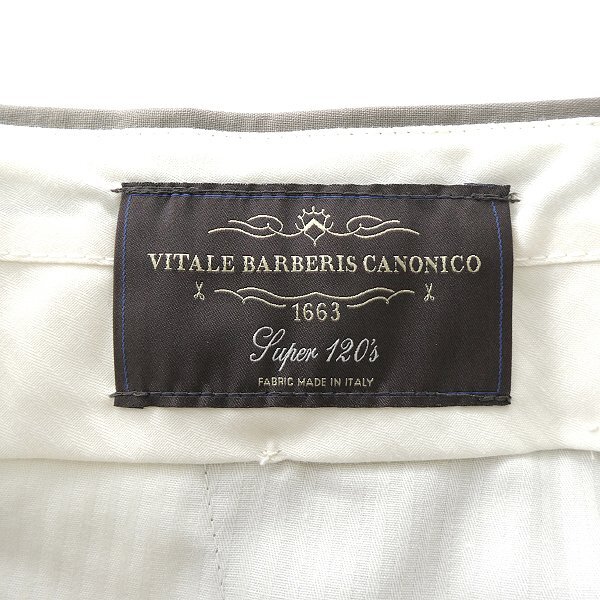 VITALE BARBERIS CANONICO
1663
Super 120's
FABRIC MADE IN ITALY